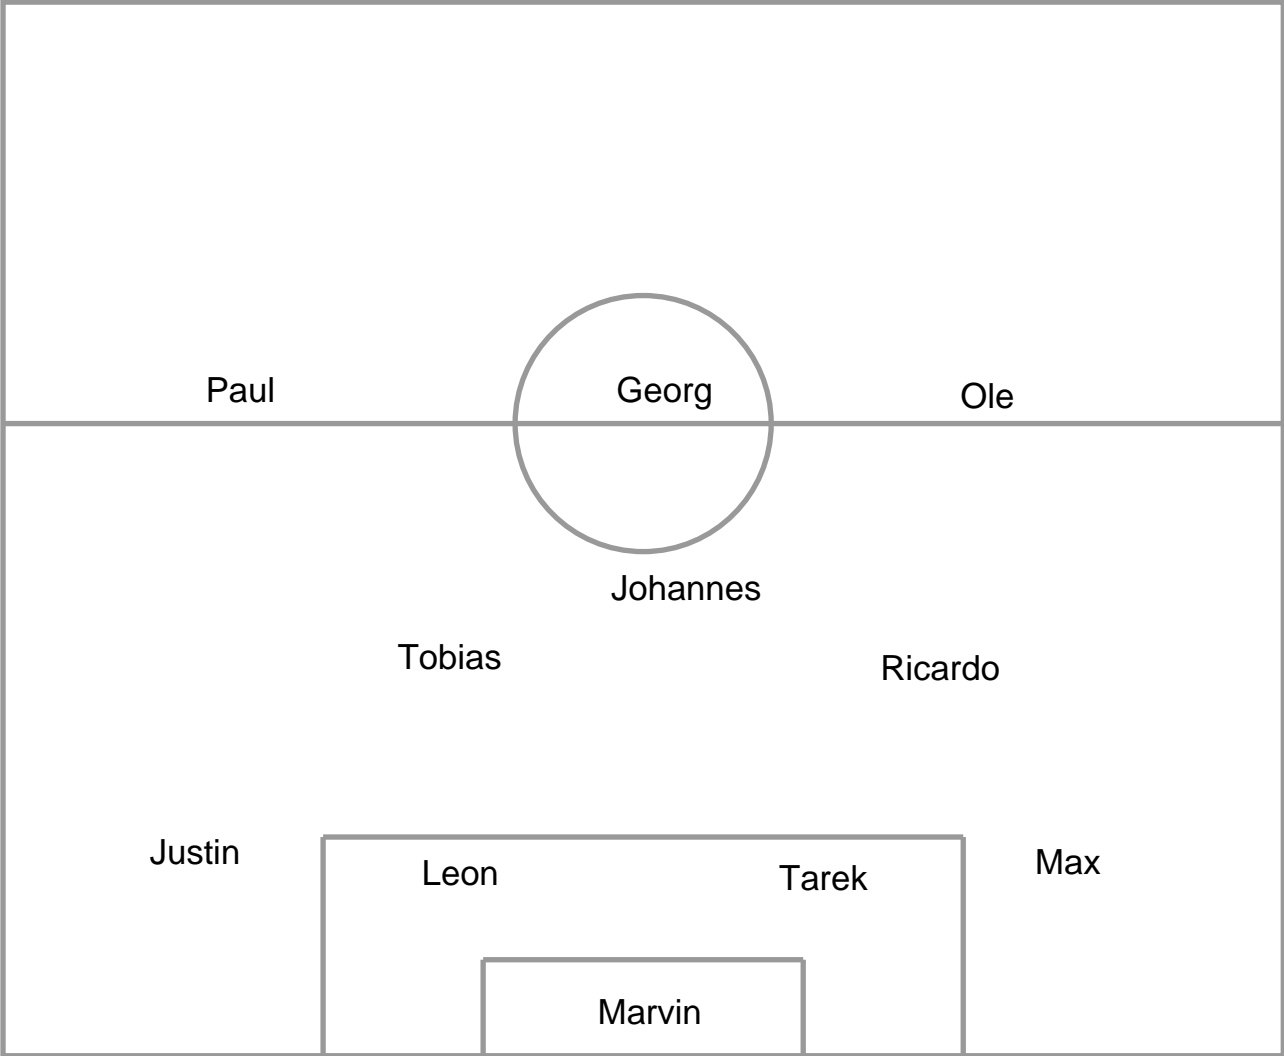 Paul
Georg
Ole
Johannes
Tobias
Ricardo
Justin
Leon
Tarek
Max
Marvin